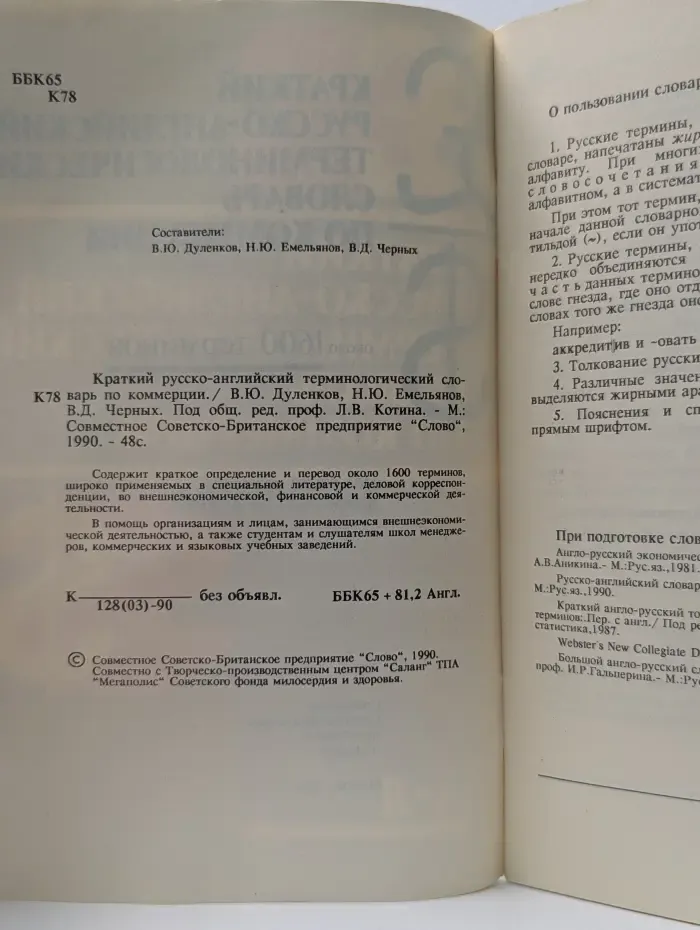 ББК65
К78
Составители:
В.Ю. Дуленков, Н.Ю. Емельянов, В.Д. Черных
Краткий русско-английский терминологический сло-
К78 варь по коммерции./ В.Ю. Дуленков, Н.Ю. Емельянов,
В.Д. Черных. Под общ. ред. проф. Л.В. Котина. - М.:
Совместное Советско-Британское предприятие "Слово",
1990. - 48с.
Содержит краткое определение и перевод около 1600 терминов,
широко применяемых в специальной литературе, деловой корреспон-
денции, во внешнеэкономической, финансовой и коммерческой дея-
тельности.
В помощь организациям и лицам, занимающимся внешнеэкономи-
ческой деятельностью, а также студентам и слушателям школ менедже-
ров, коммерческих и языковых учебных заведений.
К
128(03)-90
без объявл.
ББК65 + 81,2 Англ.
© Совместное Советско-Британское предприятие "Слово", 1990.
Совместно с Творческо-производственным центром "Саланг" ТПА
"Мегаполис" Советского фонда милосердия и здоровья.
О пользовании словар
1. Русские термины,
словаре, напечатаны жир
алфавиту. При многи
словосочетания
алфавитном, а в системат
При этом тот термин,
начале данной словарно
тильдой (~), если он упот
2. Русские термины,
нередко объединяются
часть данных термино
слове гнезда, где оно отд
словах того же гнезда оно
Например:
аккредитив и ~овать
3. Толкование русски
4. Различные значен
выделяются жирными ара
5. Пояснения и сп
прямым шрифтом.
При подготовке слов
Англо-русский экономичес
А.В.Аникина.- М.:Рус.яз.,1981.
Русско-английский словар
М.:Рус.яз.,1990.
Краткий англо-русский то
терминов:.Пер. с англ./ Под ре
статистика,1987.
Webster's New Collegiate D
Большой англо-русский с
проф. И.Р.Гальперина.- М.:Рус